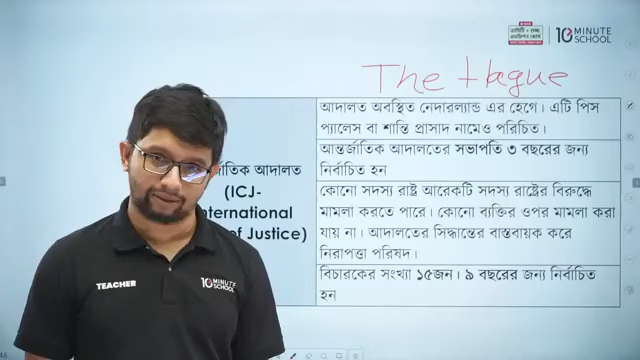 10 MINUTE SCHOOL
The Hague
আদালত অবস্থিত নেদারল্যান্ড এর হেগে। এটি পিস
প্যালেস বা শান্তি প্রাসাদ নামেও পরিচিত।
আন্তর্জাতিক আদালতের সভাপতি ৩ বছরের জন্য
নির্বাচিত হন
আদালত
(ICJ-
nternational
of Justice)
কোনো সদস্য রাষ্ট্র আরেকটি সদস্য রাষ্ট্রের বিরুদ্ধে
মামলা করতে পারে। কোনো ব্যক্তির ওপর মামলা করা
যায় না। আদালতের সিদ্ধান্তের বাস্তবায়ক করে
নিরাপত্তা পরিষদ।
বিচারকের সংখ্যা ১৫জন। ৯ বছরের জন্য নির্বাচিত
হন
TEACHER
10 MINUTE SCHOOL